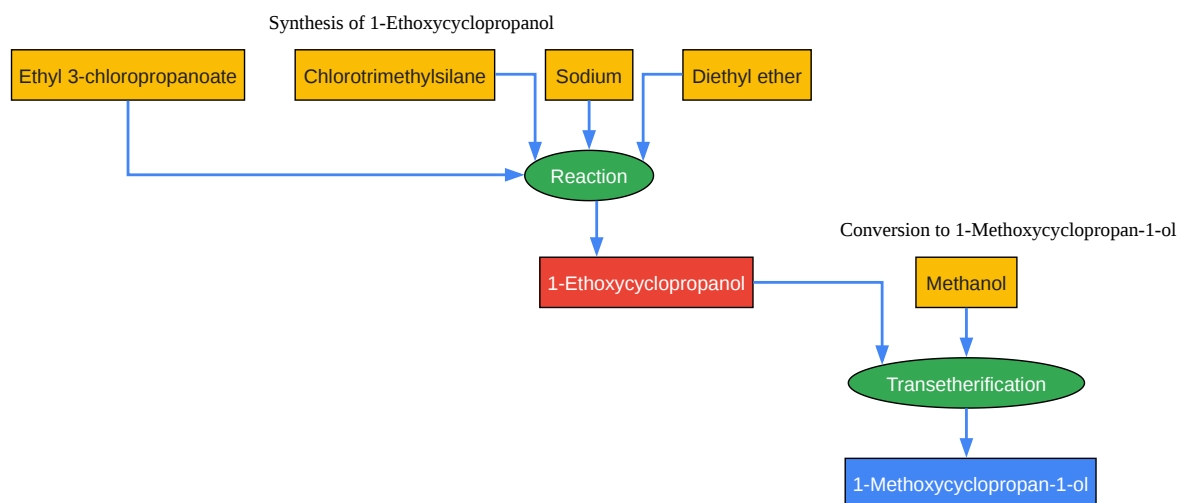 Synthesis of 1-Ethoxycyclopropanol
Ethyl 3-chloropropanoate
Chlorotrimethylsilane
Sodium
Diethyl ether
Reaction
Conversion to 1-Methoxycyclopropan-1-ol
1-Ethoxycyclopropanol
Methanol
Transetherification
1-Methoxycyclopropan-1-ol